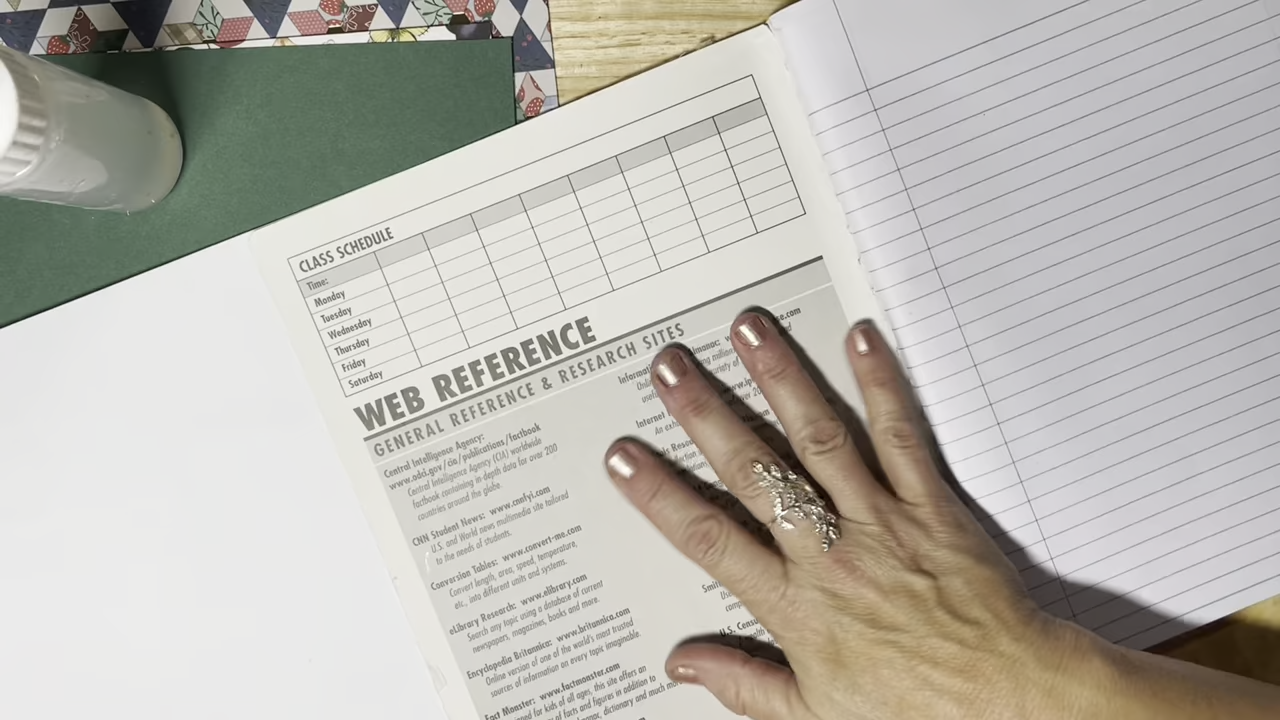 CLASS SCHEDULE
Time:
Monday
Tuesday
Wednesday
Thursday
Friday
Saturday
WEB REFERENCE
GENERAL REFERENCE & RESEARCH SITES
Central Intelligence Agency:
www.odci.gov/cia/publications/factbook
Central Intelligence Agency (CIA) worldwide
factbook containing in-depth data for over 200
countries around the globe.
CNN Student News: www.cnnfyi.com
U.S. and World news multimedia site tailored
to the needs of students.
Conversion Tables: www.convert-me.com
Convert length, area, speed, temperature,
etc., into different units and systems.
eLibrary Research: www.elibrary.com
Search any topic using a database of current
newspapers, magazines, books and more.
Encyclopedia Britannica: www.britannica.com
Online version of one of the world's most trusted
sources of information on every topic imaginable.
Fact Monster: www.factmonster.com
for kids of all ages, this site offers an
of facts and figures in addition to
dictionary and much
Almanac:
Internet
U.S.